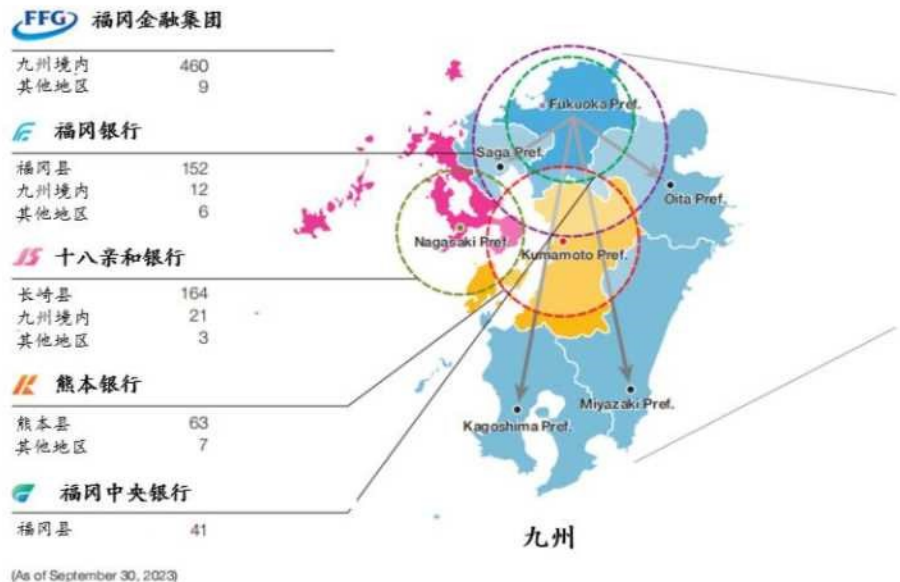 FFG 福冈金融集团
九州境内 460
其他地区 9
福冈银行
福冈县 152
九州境内 12
其他地区 6
十八亲和银行
长崎县 164
九州境内 21
其他地区 3
熊本银行
熊本县 63
其他地区 7
福冈中央银行
福冈县 41
(As of September 30, 2023)
Fukuoka Pref.
Saga Pref.
Oita Pref.
Nagasaki Pref.
Kumamoto Pref.
Miyazaki Pref.
Kagoshima Pref.
九州